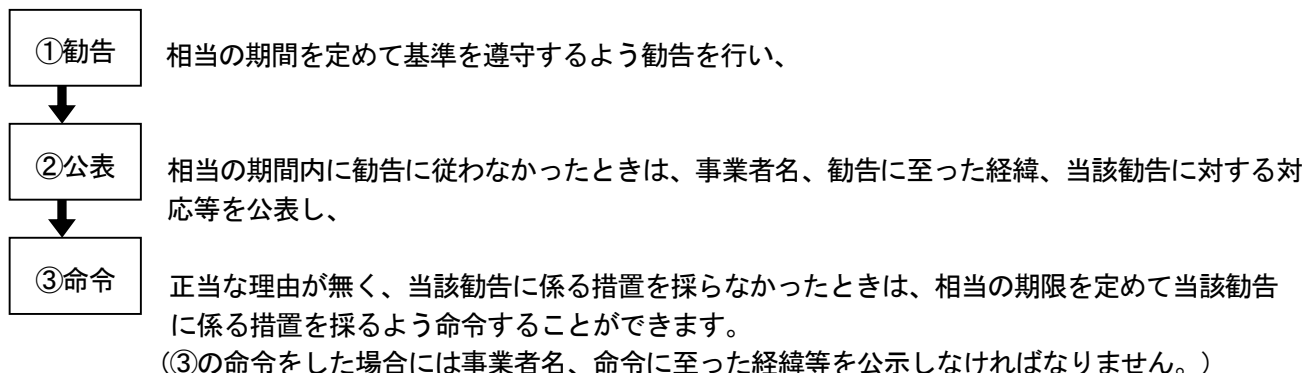 ①勧告
相当の期間を定めて基準を遵守するよう勧告を行い、
②公表
相当の期間内に勧告に従わなかったときは、事業者名、勧告に至った経緯、当該勧告に対する対
応等を公表し、
③命令
正当な理由が無く、当該勧告に係る措置を採らなかったときは、相当の期限を定めて当該勧告
に係る措置を採るよう命令することができます。
(③の命令をした場合には事業者名、命令に至った経緯等を公示しなければなりません。)